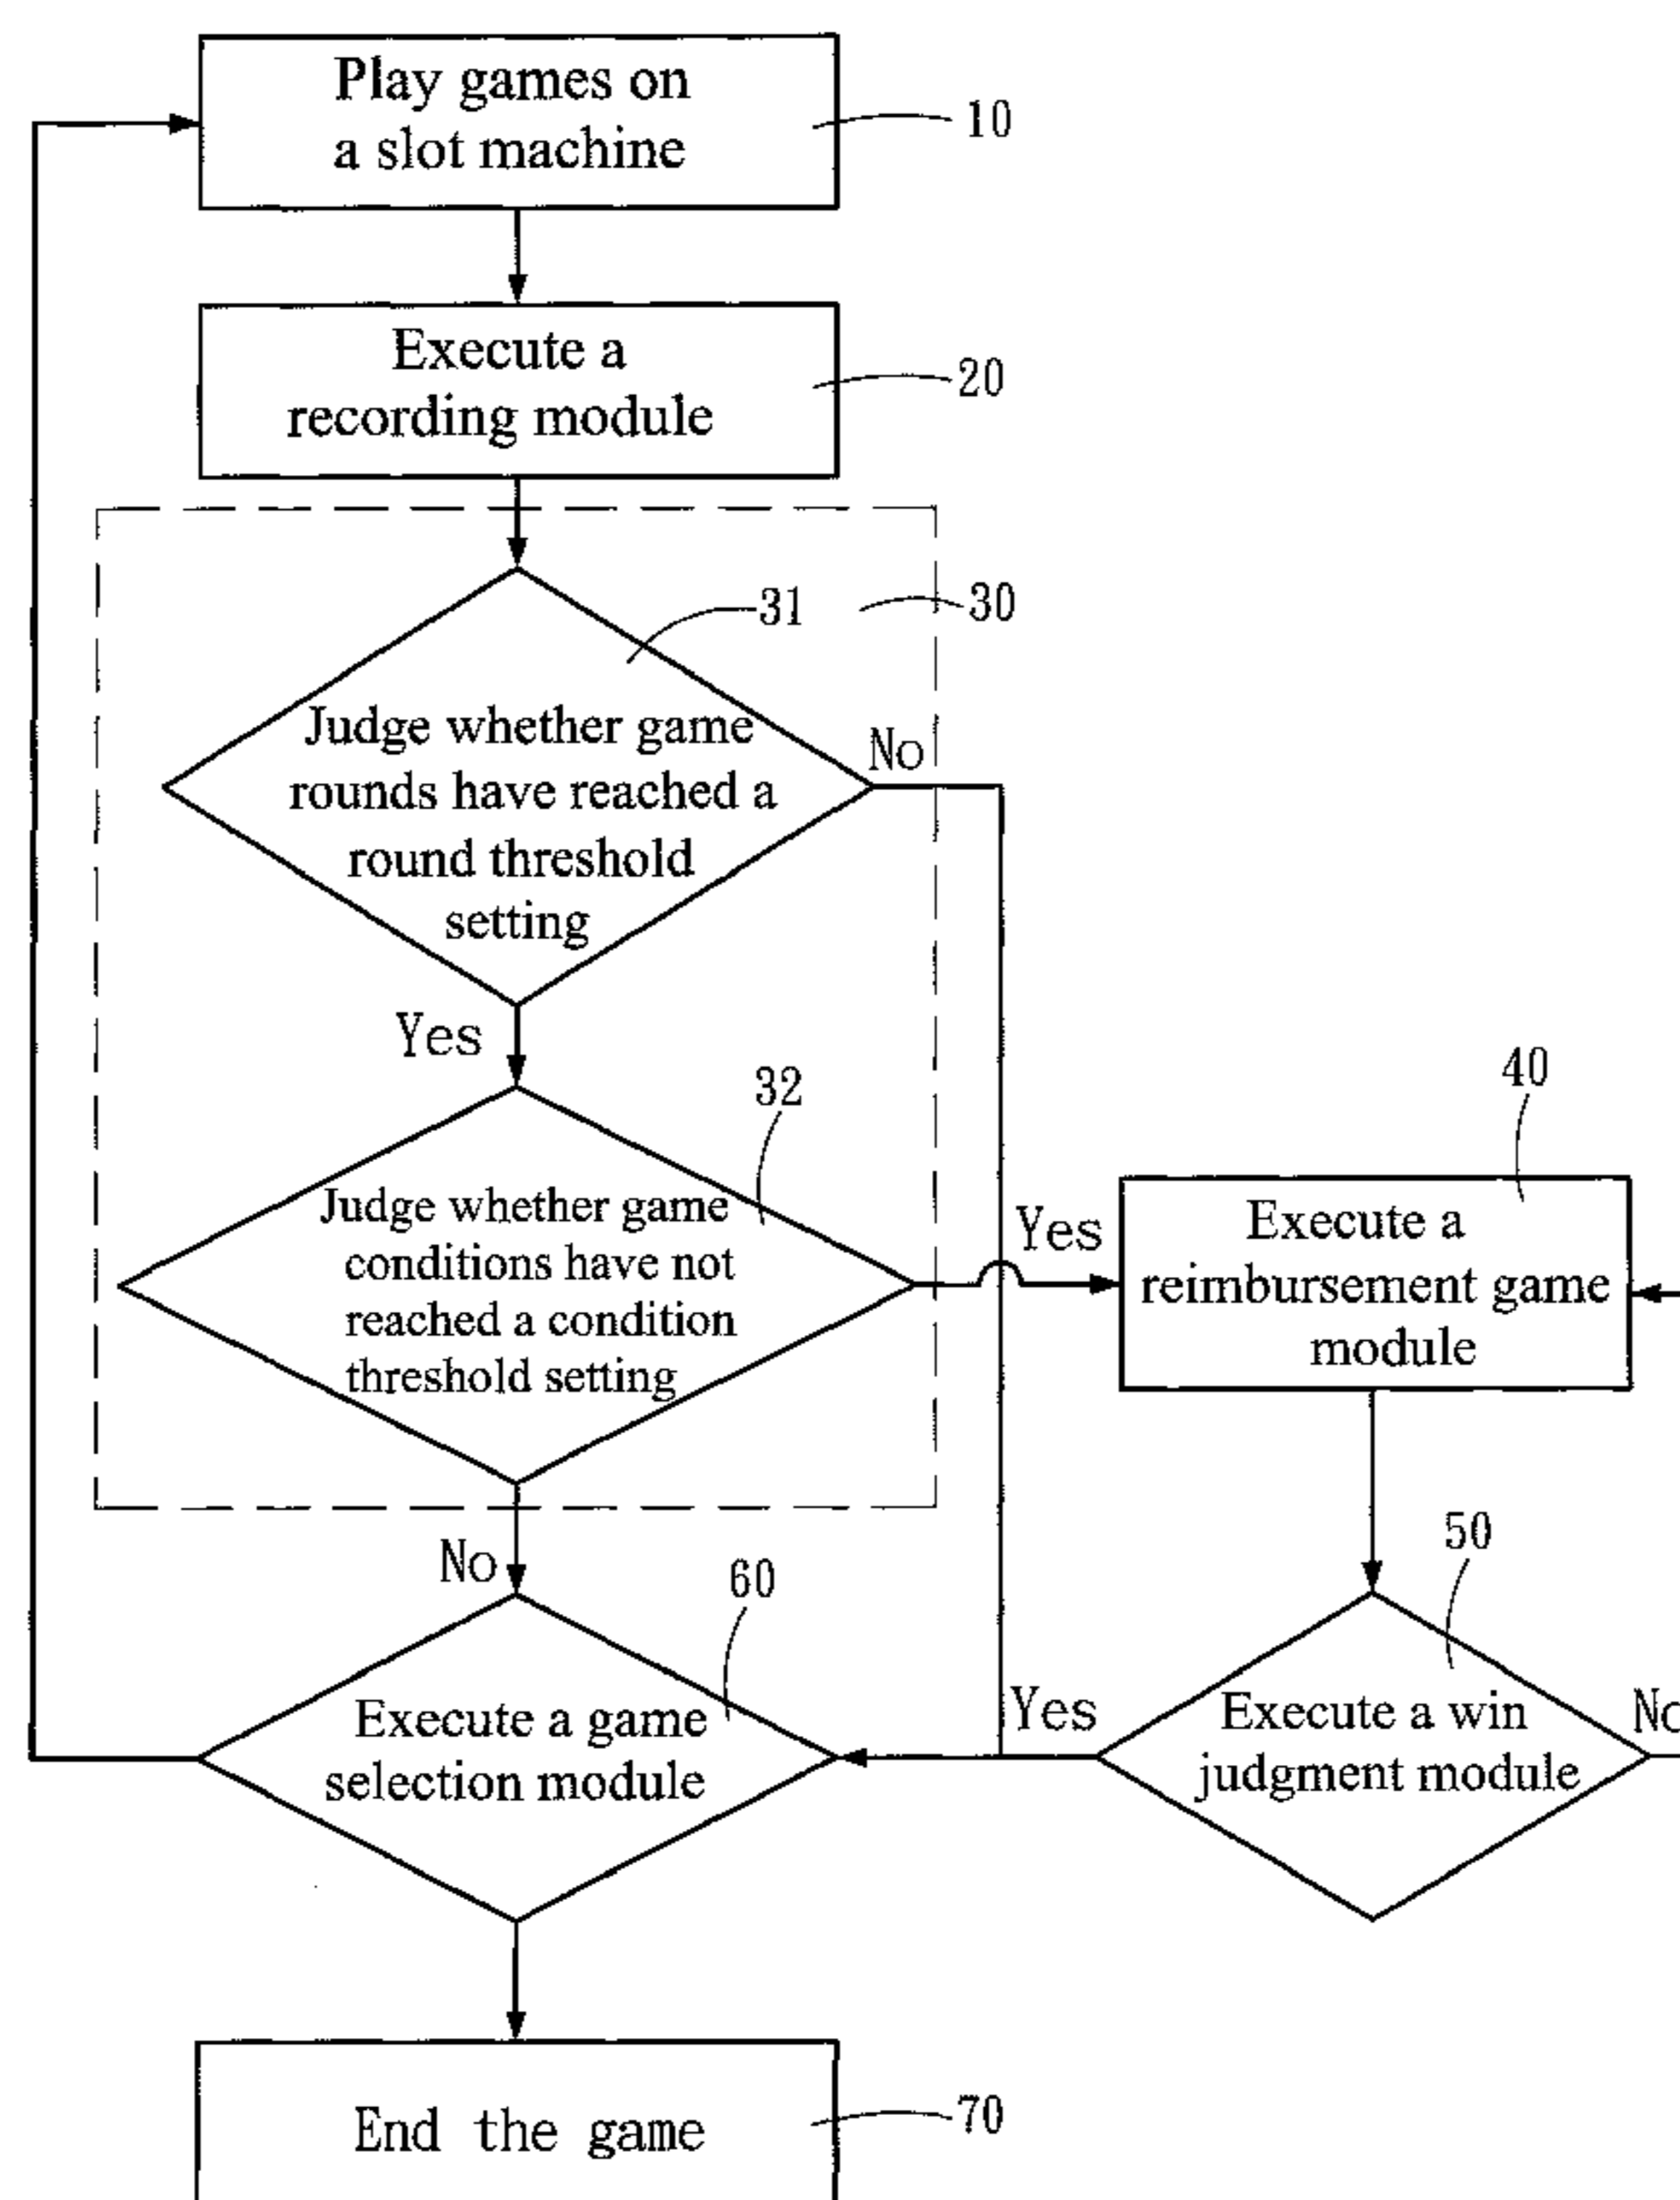 Play games on
a slot machine
10
Execute a
recording module
20
30
31
Judge whether game
rounds have reached a
round threshold
setting
No
Yes
32
Judge whether game
conditions have not
reached a condition
threshold setting
Yes
40
Execute a
reimbursement game
module
No
60
Execute a game
selection module
50
Yes
Execute a win
judgment module
No
End the game
70